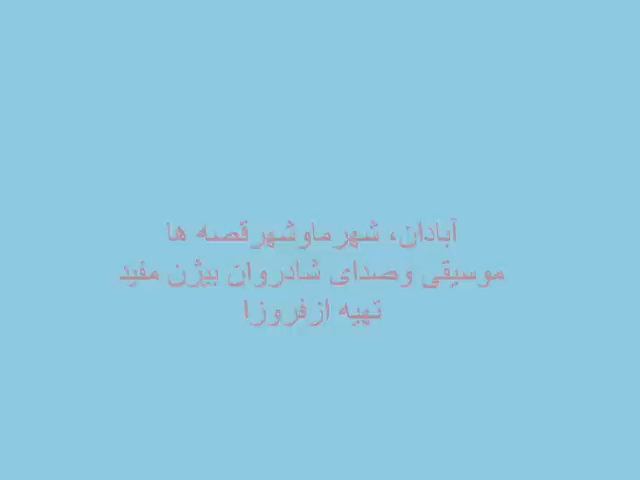 آبادان، شهرماوشهرقصه ها
موسیقی وصدای شادروان بیژن مفید
تهیه ازفروزا